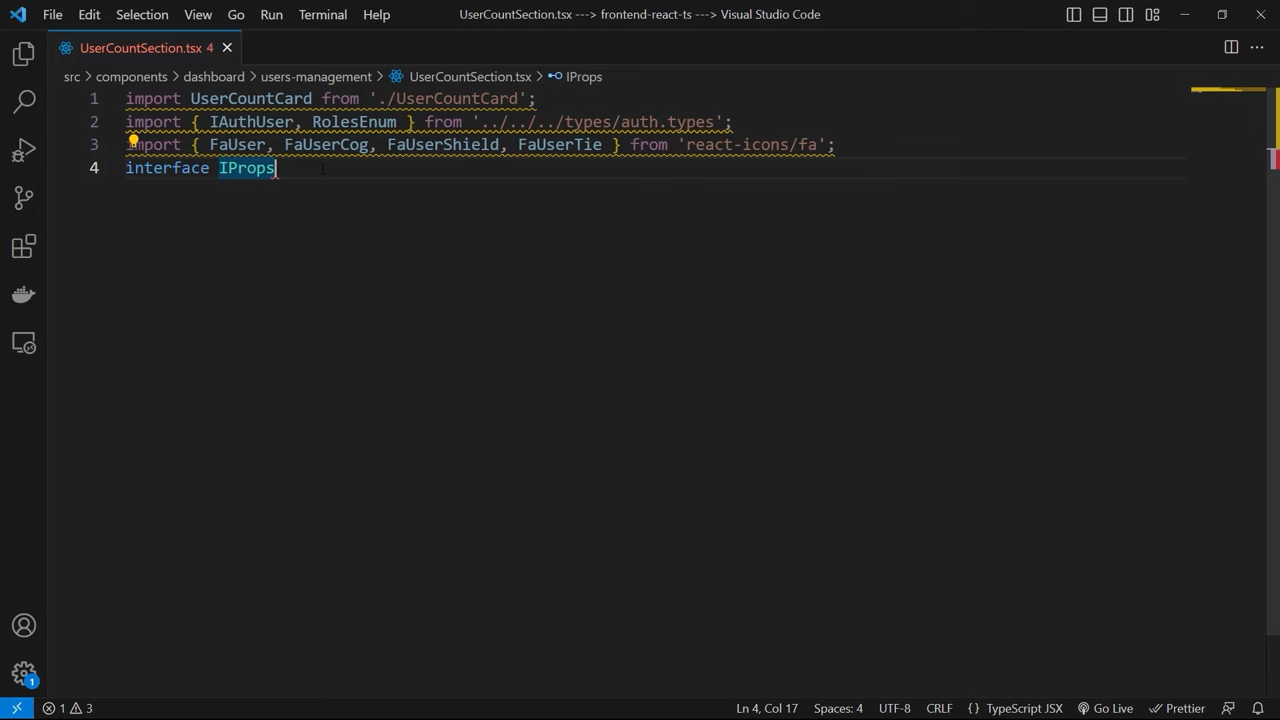 File Edit Selection View Go Run Terminal Help UserCountSection.tsx ---> frontend-react-ts ---> Visual Studio Code
UserCountSection.tsx 4
src > components > dashboard > users-management > UserCountSection.tsx > IProps
1 import UserCountCard from './UserCountCard';
2 import { IAuthUser, RolesEnum } from '../../../types/auth.types';
3 import { FaUser, FaUserCog, FaUserShield, FaUserTie } from 'react-icons/fa';
4 interface IProps
1
1 3 Ln 4, Col 17 Spaces: 4 UTF-8 CRLF { } TypeScript JSX Go Live Prettier